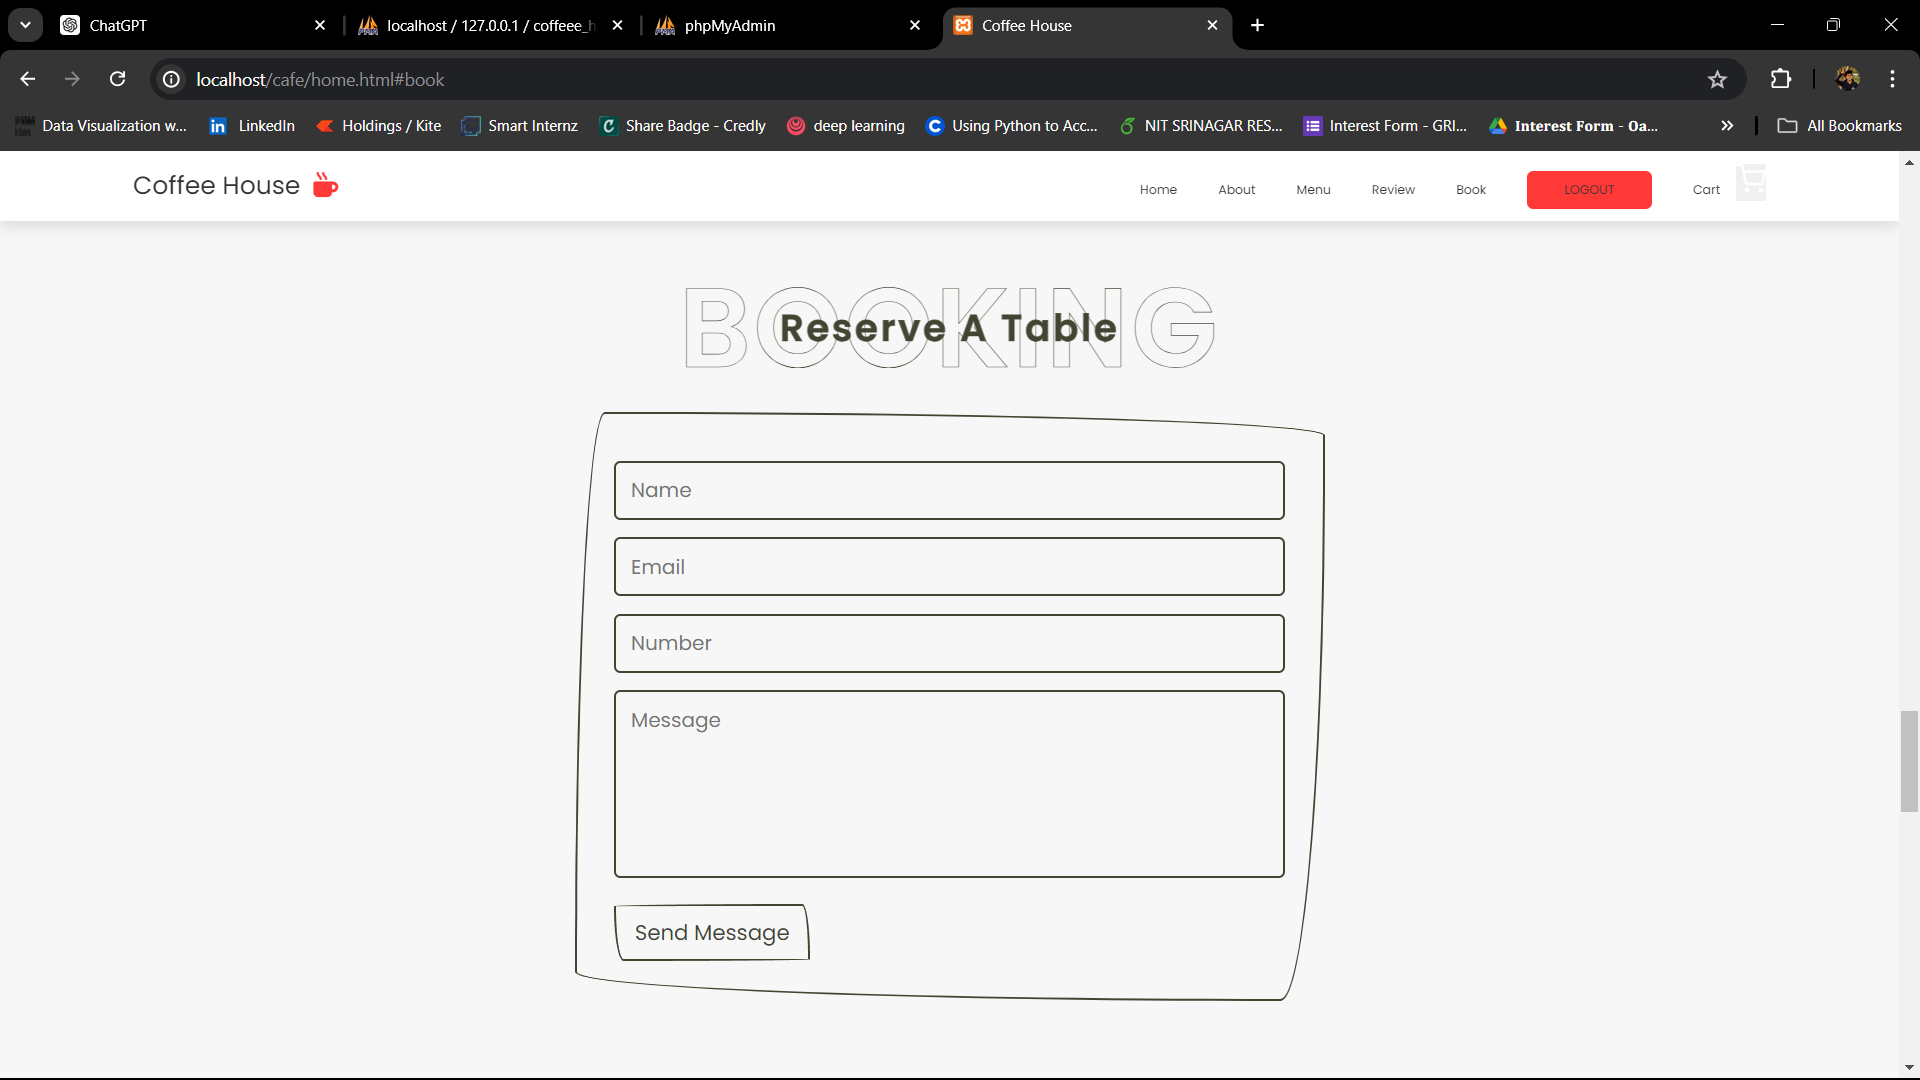 ChatGPT
localhost / 127.0.0.1 / coffeee_h
phpMyAdmin
Coffee House
localhost/cafe/home.html#book
Data Visualization w...
LinkedIn
Holdings / Kite
Smart Internz
Share Badge - Credly
deep learning
Using Python to Acc...
NIT SRINAGAR RES...
Interest Form - GRI...
Interest Form - Oa...
All Bookmarks
Coffee House
Home
About
Menu
Review
Book
LOGOUT
Cart
BOOKING
Reserve A Table
Name
Email
Number
Message
Send Message